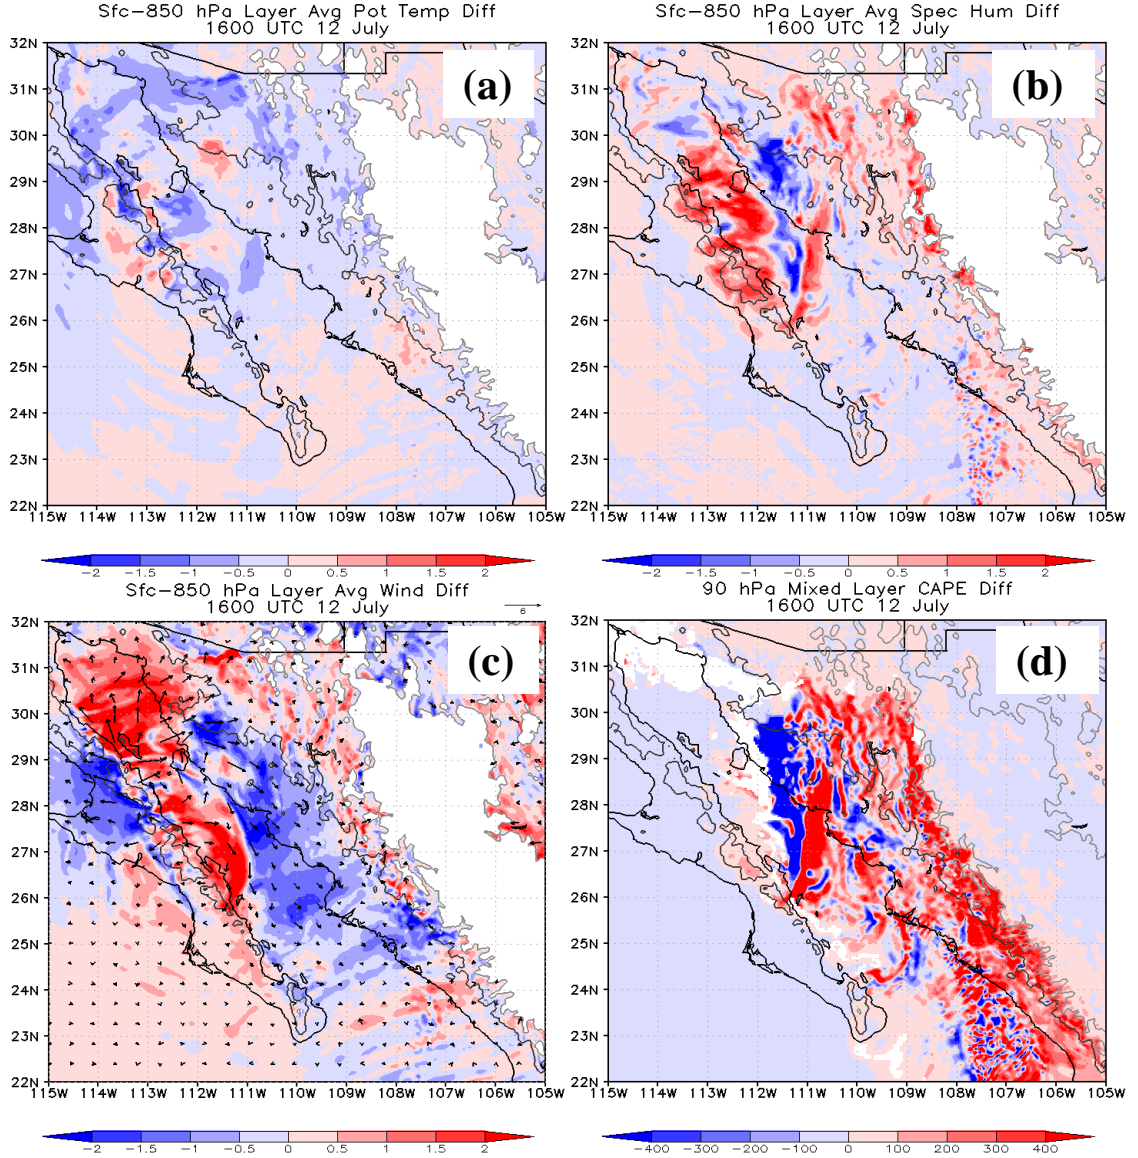 Sfc-850 hPa Layer Avg Pot Temp Diff
1600 UTC 12 July
(a)
32N
31N
30N
29N
28N
27N
26N
25N
24N
23N
22N
115W 114W 113W 112W 111W 110W 109W 108W 107W 106W 105W
-2 -1.5 -1 -0.5 0 0.5 1 1.5 2
Sfc-850 hPa Layer Avg Spec Hum Diff
1600 UTC 12 July
(b)
32N
31N
30N
29N
28N
27N
26N
25N
24N
23N
22N
115W 114W 113W 112W 111W 110W 109W 108W 107W 106W 105W
-2 -1.5 -1 -0.5 0 0.5 1 1.5 2
Sfc-850 hPa Layer Avg Wind Diff
1600 UTC 12 July
6
(c)
32N
31N
30N
29N
28N
27N
26N
25N
24N
23N
22N
115W 114W 113W 112W 111W 110W 109W 108W 107W 106W 105W
-2 -1.5 -1 -0.5 0 0.5 1 1.5 2
90 hPa Mixed Layer CAPE Diff
1600 UTC 12 July
(d)
32N
31N
30N
29N
28N
27N
26N
25N
24N
23N
22N
115W 114W 113W 112W 111W 110W 109W 108W 107W 106W 105W
-400 -300 -200 -100 0 100 200 300 400